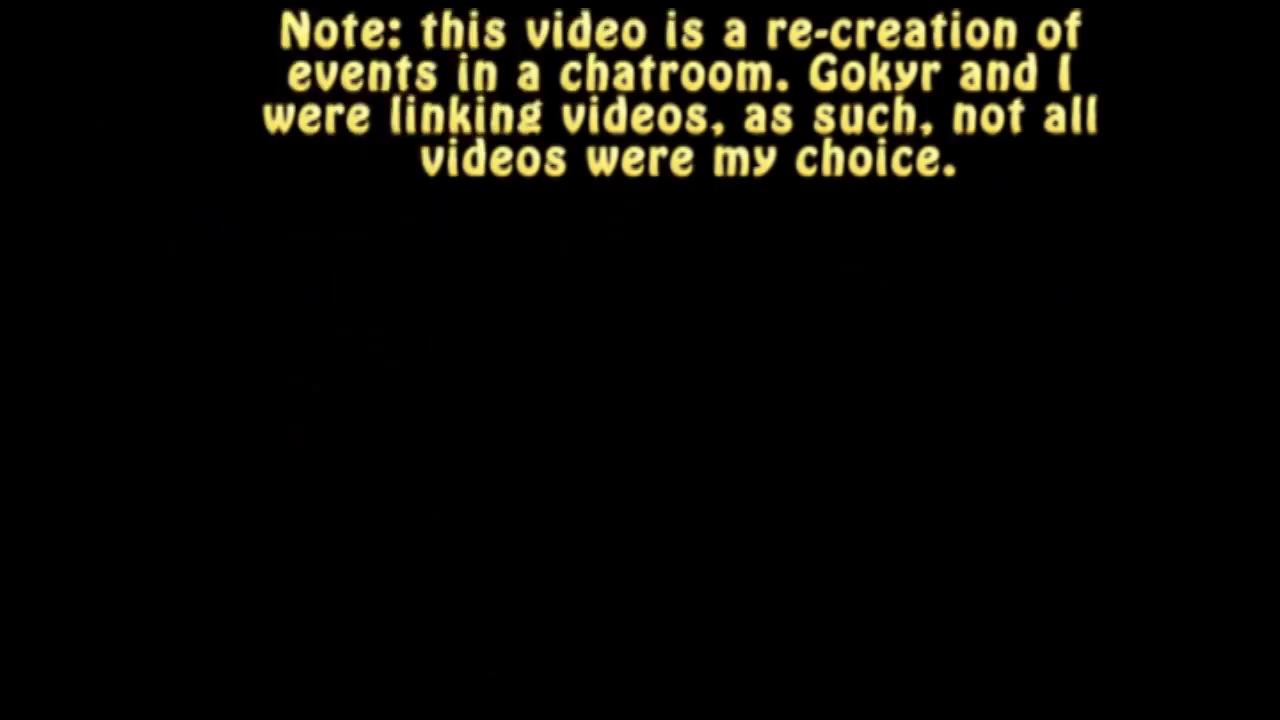 Note: this video is a re-creation of
events in a chatroom. Gokyr and I
were linking videos, as such, not all
videos were my choice.